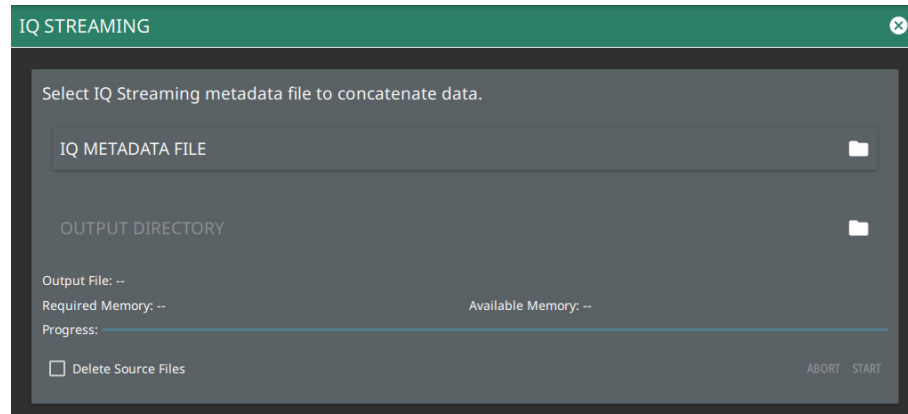 IQ STREAMING
Select IQ Streaming metadata file to concatenate data.
IQ METADATA FILE
OUTPUT DIRECTORY
Output File: --
Required Memory: -- Available Memory: --
Progress:
Delete Source Files ABORT START